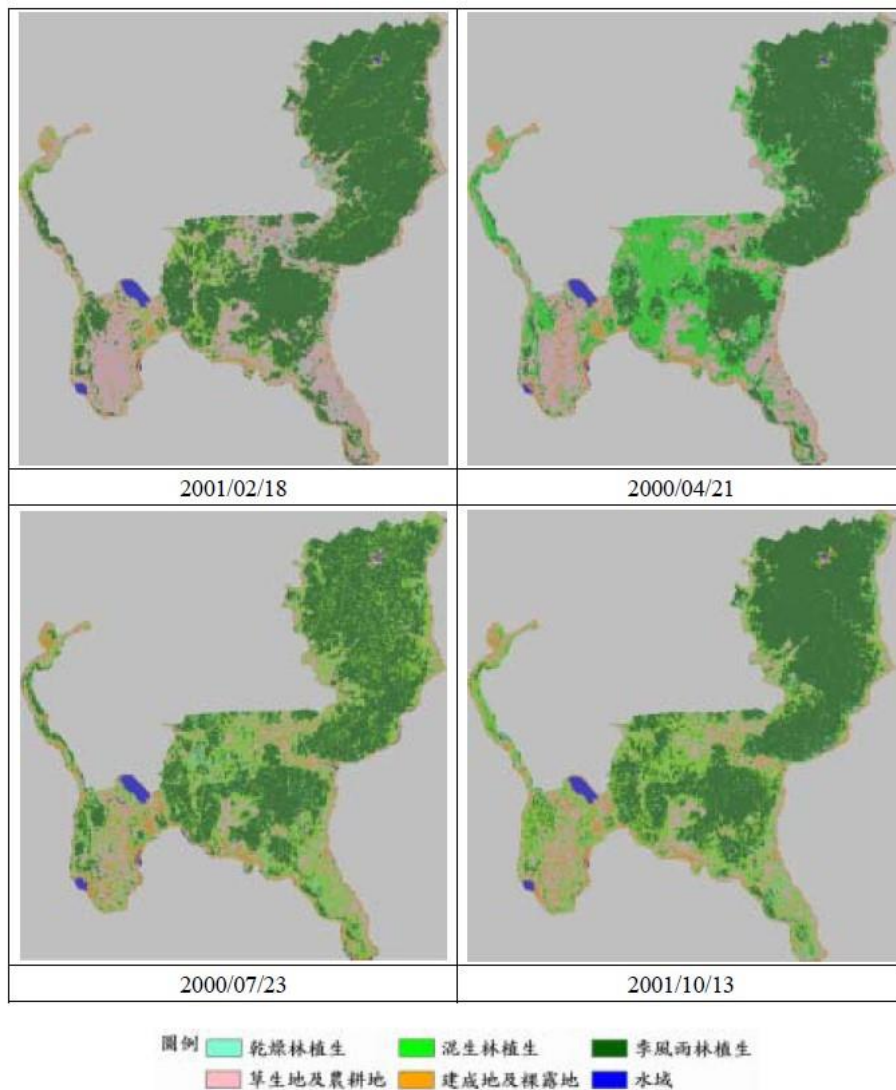 2001/02/18
2000/04/21
2000/07/23
2001/10/13
圖例 乾燥林植生 混生林植生 季風雨林植生
草生地及農耕地 建成地及裸露地 水域